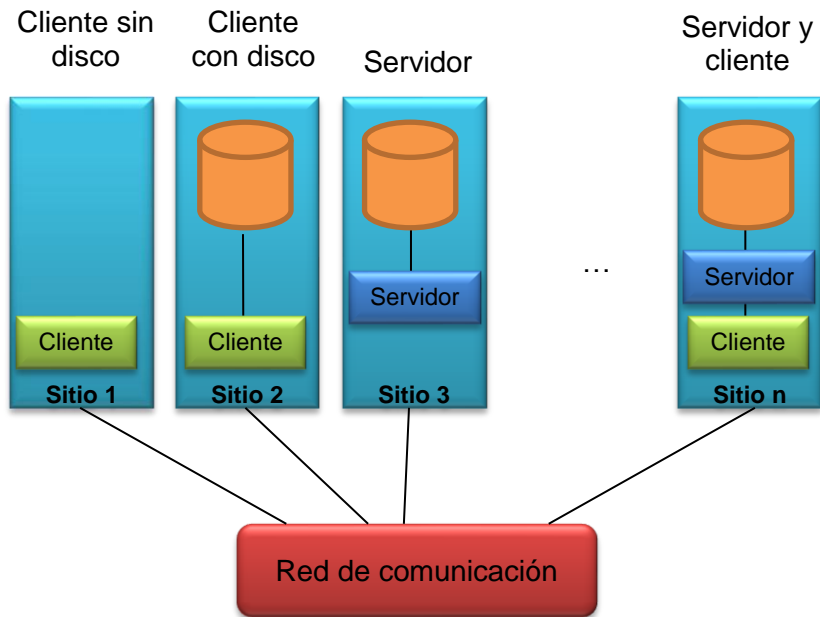 Cliente sin
disco
Cliente
con disco
Servidor
Servidor y
cliente
Cliente
Sitio 1
Cliente
Sitio 2
Servidor
Sitio 3
…
Servidor
Cliente
Sitio n
Red de comunicación